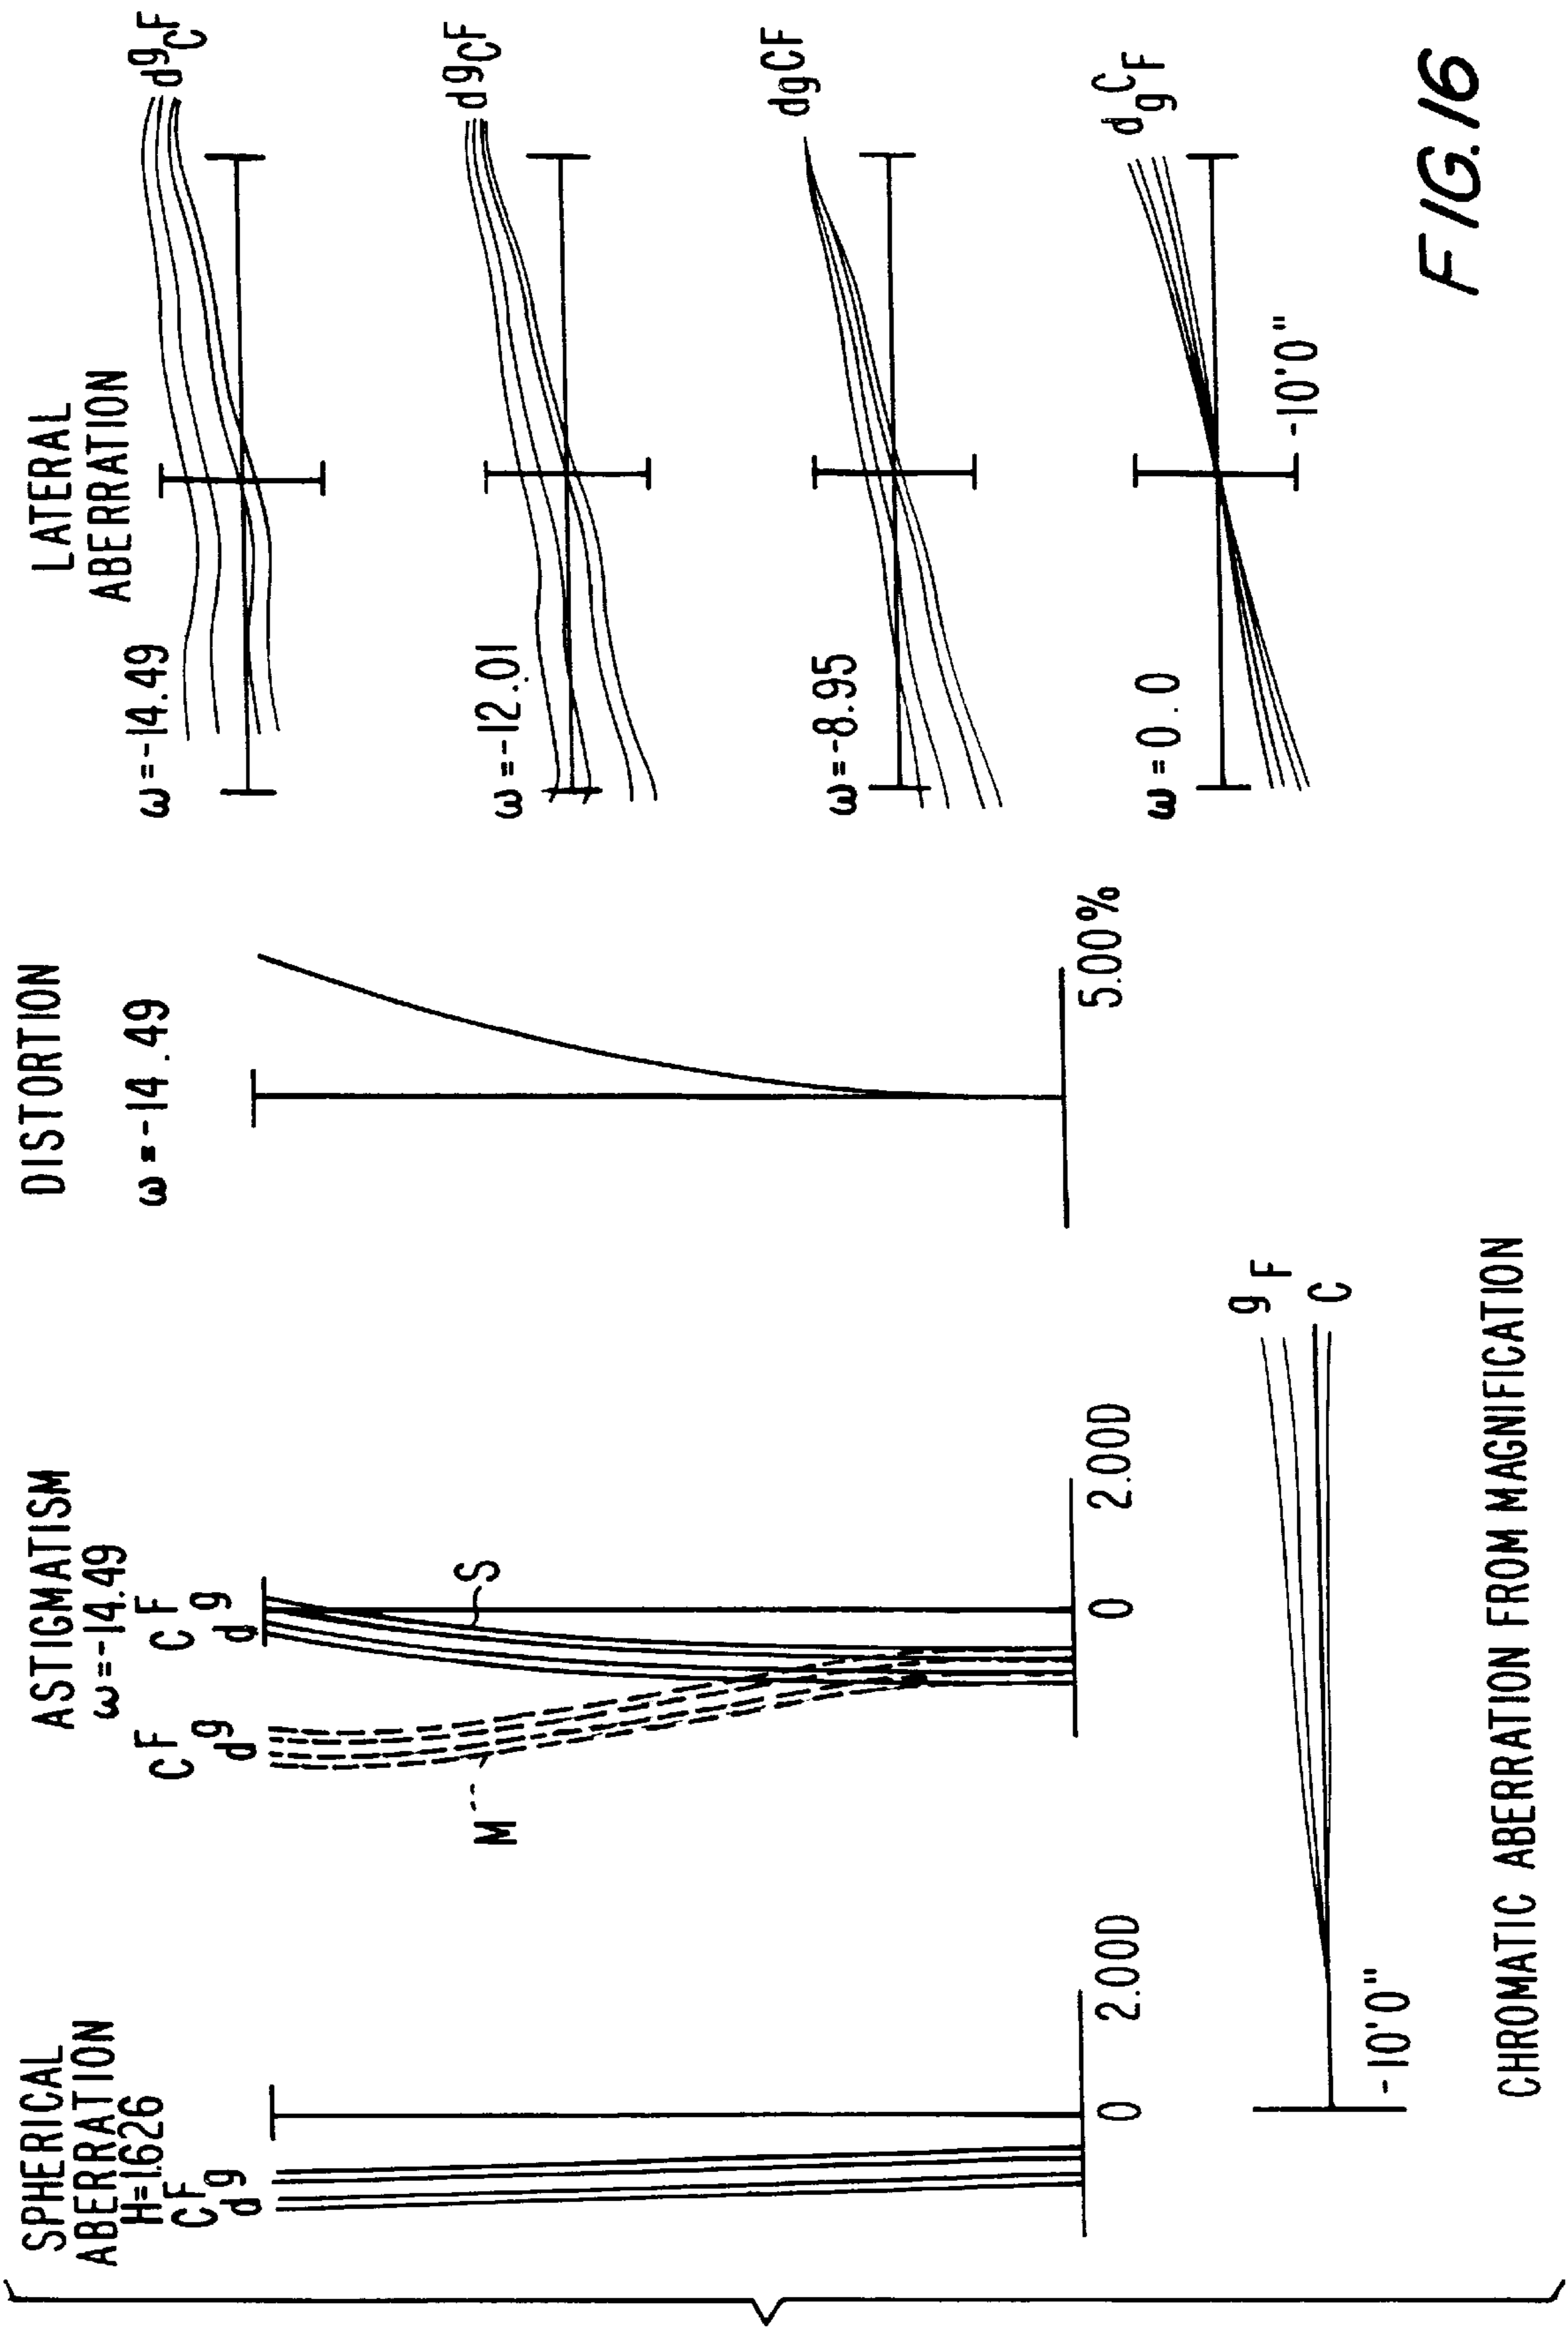 SPHERICAL
ABERRATION
H=1.626
C F
d g
2.00D
0
ASTIGMATISM
ω=-14.49
C F
d g
C F
d g
S
M
2.00D
0
DISTORTION
ω=-14.49
5.00%
LATERAL
ABERRATION
ω=-14.49
dgCF
ω=-12.01
dgCF
ω=-8.95
dgCF
ω=0.0
dgCF
-10'0"
g F
C
-10'0"
CHROMATIC ABERRATION FROM MAGNIFICATION
FIG.16